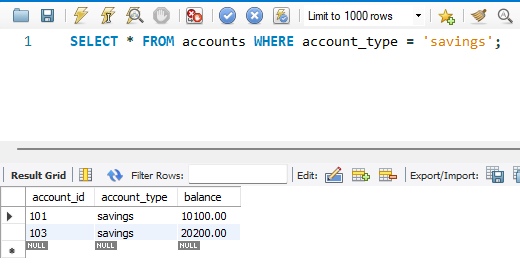 Limit to 1000 rows
1 SELECT * FROM accounts WHERE account_type = 'savings';
Result Grid Filter Rows: Edit: Export/Import:
account_id account_type balance
101 savings 10100.00
103 savings 20200.00
NULL NULL NULL